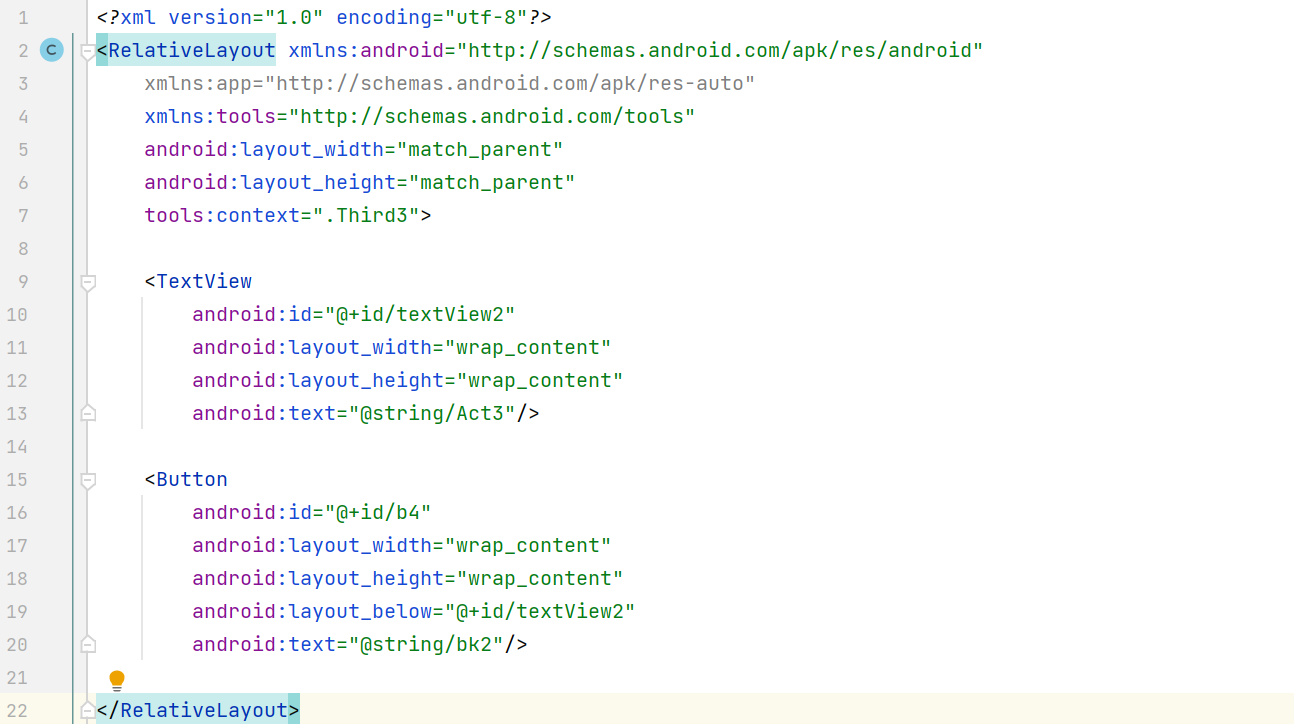 1 <?xml version="1.0" encoding="utf-8"?>
2 C <RelativeLayout xmlns:android="http://schemas.android.com/apk/res/android"
3     xmlns:app="http://schemas.android.com/apk/res-auto"
4     xmlns:tools="http://schemas.android.com/tools"
5     android:layout_width="match_parent"
6     android:layout_height="match_parent"
7     tools:context=".Third3">
8
9     <TextView
10         android:id="@+id/textView2"
11         android:layout_width="wrap_content"
12         android:layout_height="wrap_content"
13         android:text="@string/Act3"/>
14
15     <Button
16         android:id="@+id/b4"
17         android:layout_width="wrap_content"
18         android:layout_height="wrap_content"
19         android:layout_below="@+id/textView2"
20         android:text="@string/bk2"/>
21
22 </RelativeLayout>